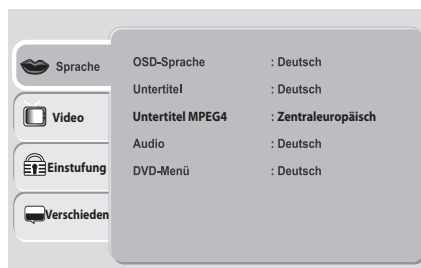 Sprache
Video
Einstufung
Verschieden
OSD-Sprache : Deutsch
Untertitel : Deutsch
Untertitel MPEG4 : Zentraleuropäisch
Audio : Deutsch
DVD-Menü : Deutsch